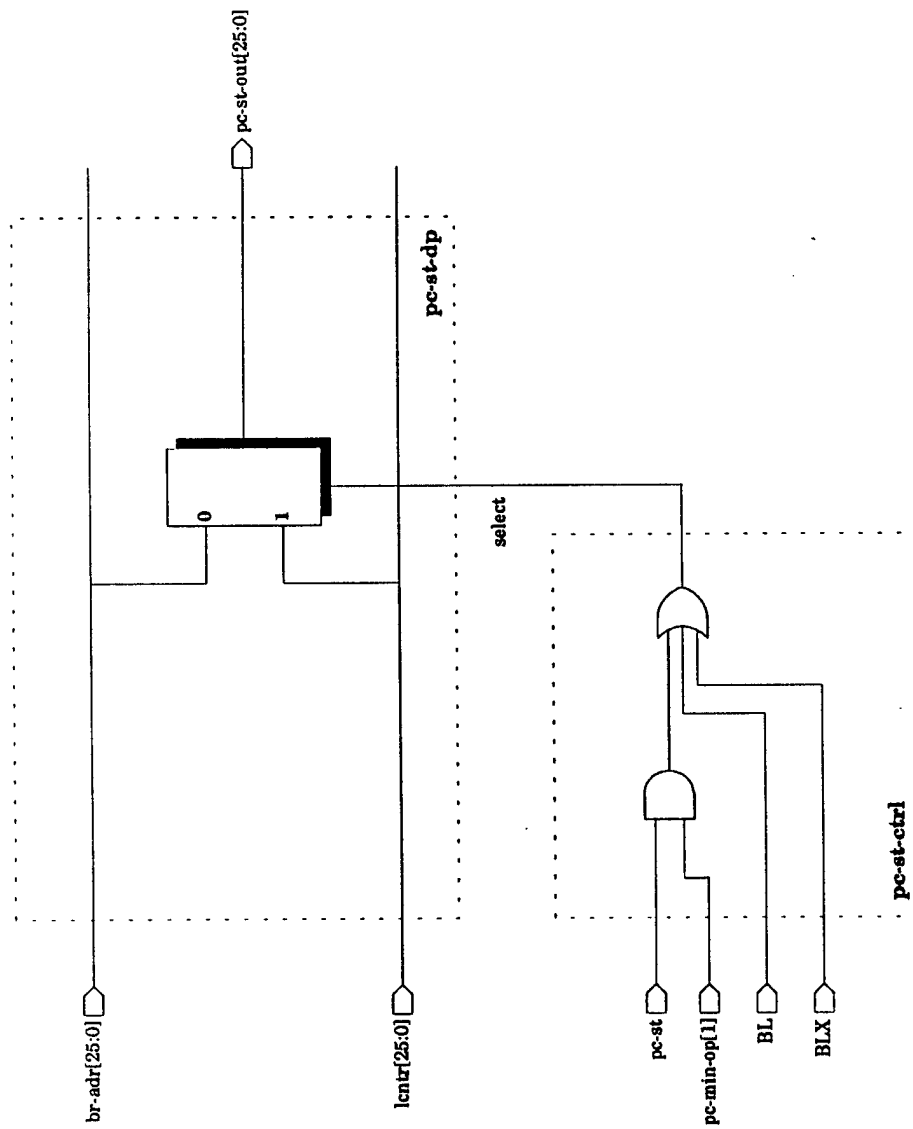 br-adr[25:0]
lcntr[25:0]
pc-st
pc-min-op[1]
BL
BLX
pc-st-ctrl
select
0
1
pc-st-dp
pc-st-out[25:0]